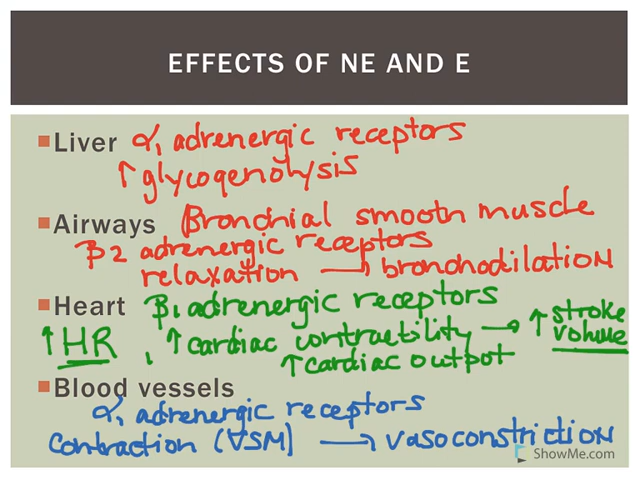 EFFECTS OF NE AND E
Liver α1 adrenergic receptors
↑ glycogenolysis
Airways Bronchial smooth muscle
β2 adrenergic receptors
relaxation → bronchodilation
Heart β1 adrenergic receptors
↑ HR, ↑ cardiac contractility → ↑ stroke volume
↑ cardiac output
Blood vessels
α1 adrenergic receptors
contraction (VSM) → vasoconstriction
ShowMe.com